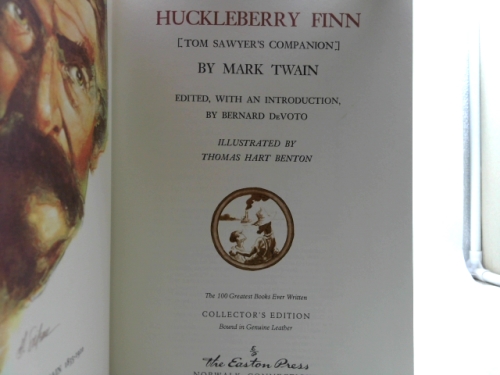 HUCKLEBERRY FINN
[TOM SAWYER'S COMPANION]
BY MARK TWAIN
EDITED, WITH AN INTRODUCTION,
BY BERNARD DeVOTO
ILLUSTRATED BY
THOMAS HART BENTON
The 100 Greatest Books Ever Written
COLLECTOR'S EDITION
Bound in Genuine Leather
The Easton Press